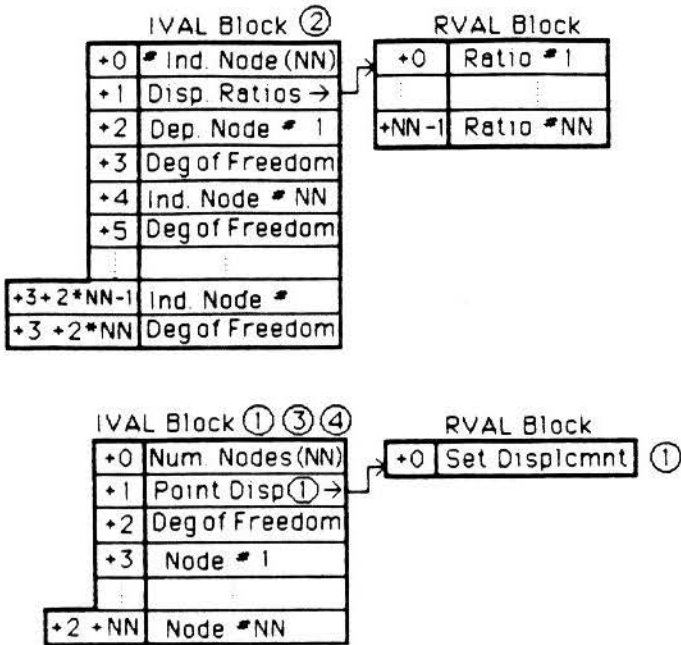 IVAL Block ②
+0 # Ind. Node (NN)
+1 Disp. Ratios →
+2 Dep. Node # 1
+3 Deg of Freedom
+4 Ind. Node # NN
+5 Deg of Freedom
+3+2*NN-1 Ind. Node #
+3 +2*NN Deg of Freedom
RVAL Block
+0 Ratio #1
+NN-1 Ratio #NN
IVAL Block ① ③ ④
+0 Num. Nodes (NN)
+1 Point Disp ① →
+2 Deg of Freedom
+3 Node # 1
+2 +NN Node #NN
RVAL Block
+0 Set Displcmnt ①